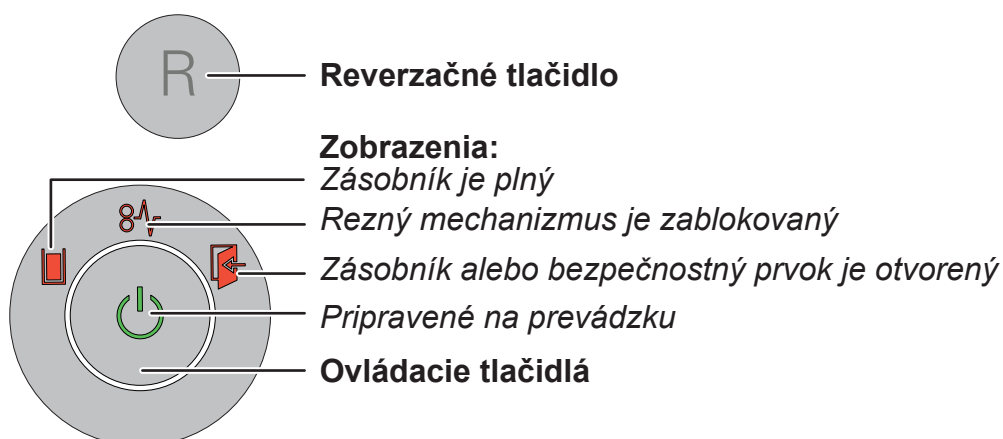 R
Reverzačné tlačidlo
Zobrazenia:
Zásobník je plný
Rezný mechanizmus je zablokovaný
Zásobník alebo bezpečnostný prvok je otvorený
Pripravené na prevádzku
Ovládacie tlačidlá